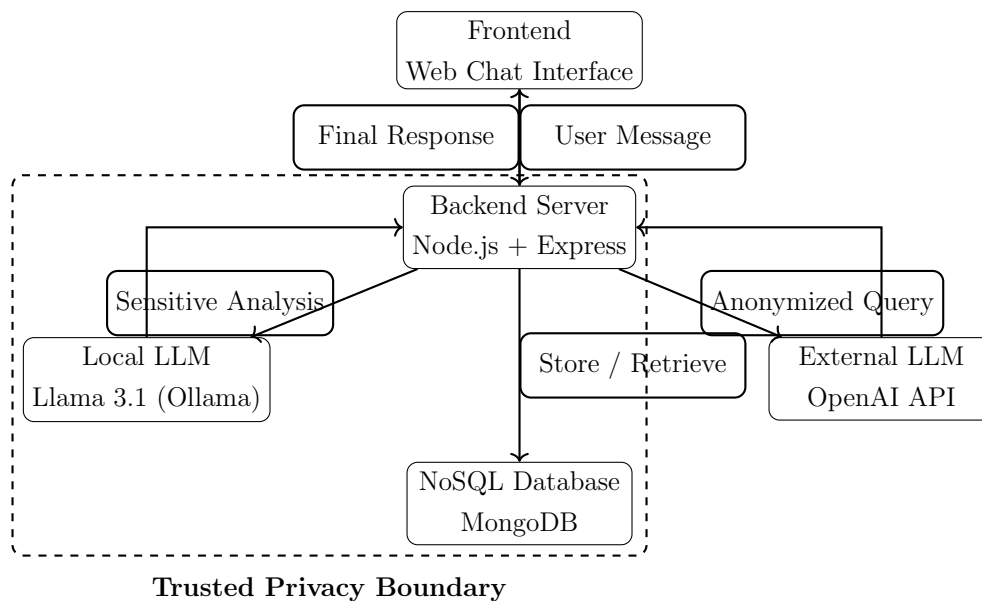 Frontend
Web Chat Interface
Final Response
User Message
Backend Server
Node.js + Express
Sensitive Analysis
Anonymized Query
Local LLM
Llama 3.1 (Ollama)
Store / Retrieve
External LLM
OpenAI API
NoSQL Database
MongoDB
Trusted Privacy Boundary